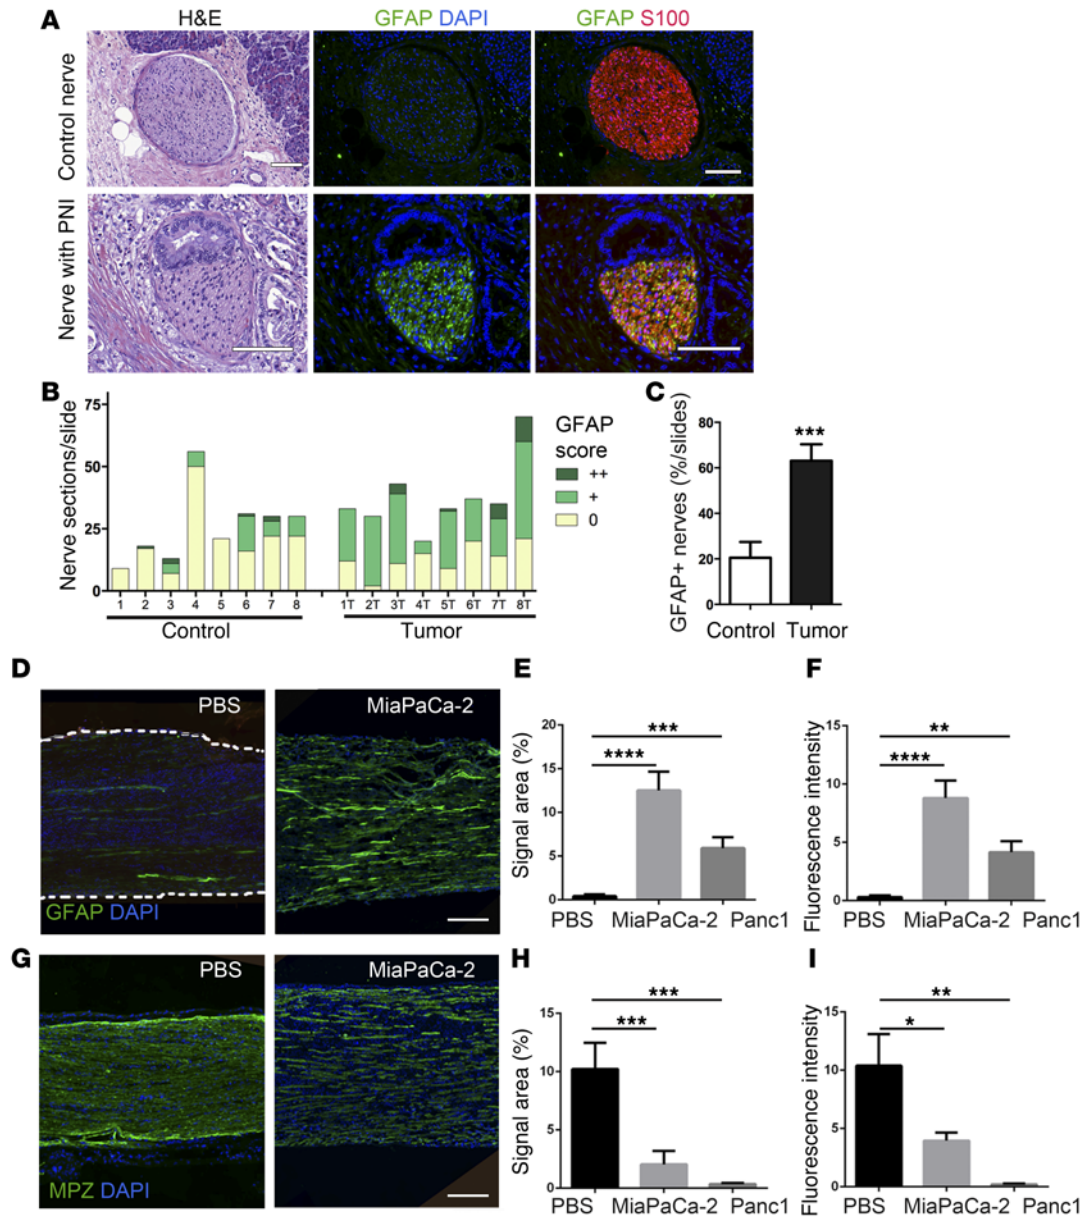 A
H&E
GFAP DAPI
GFAP S100
Control nerve
Nerve with PNI
B
Nerve sections/slide
75
50
25
0
1 2 3 4 5 6 7 8
1T 2T 3T 4T 5T 6T 7T 8T
Control
Tumor
GFAP
score
++
+
0
C
GFAP+ nerves (%/slides)
80
60
40
20
0
***
Control Tumor
D
PBS
MiaPaCa-2
GFAP DAPI
E
Signal area (%)
20
15
10
5
0
***
****
PBS MiaPaCa-2 Panc1
F
Fluorescence intensity
15
10
5
0
**
****
PBS MiaPaCa-2 Panc1
G
PBS
MiaPaCa-2
MPZ DAPI
H
Signal area (%)
15
10
5
0
***
***
PBS MiaPaCa-2 Panc1
I
Fluorescence intensity
15
10
5
0
**
*
PBS MiaPaCa-2 Panc1